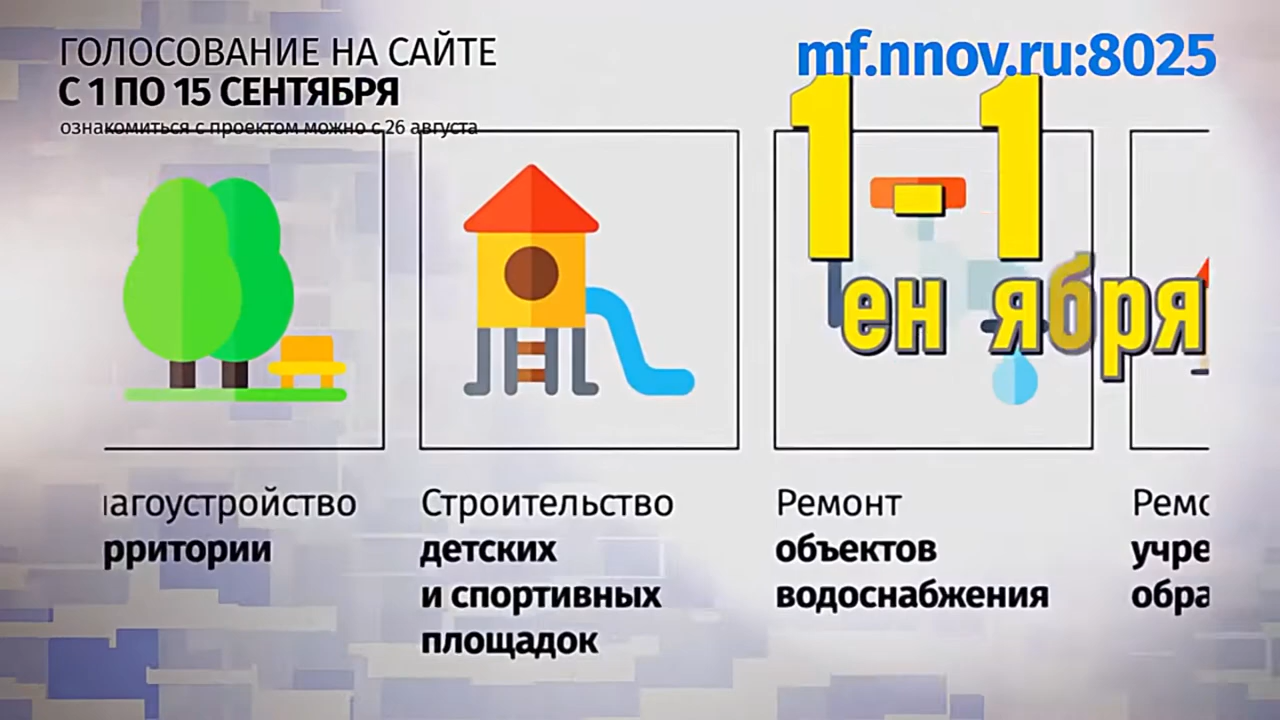 ГОЛОСОВАНИЕ НА САЙТЕ
С 1 ПО 15 СЕНТЯБРЯ
ознакомиться с проектом можно с 26 августа
mf.nnov.ru:8025
1-1
ен ября
лагоустройство
рритории
Строительство
детских
и спортивных
площадок
Ремонт
объектов
водоснабжения
Ремо
учре
обра